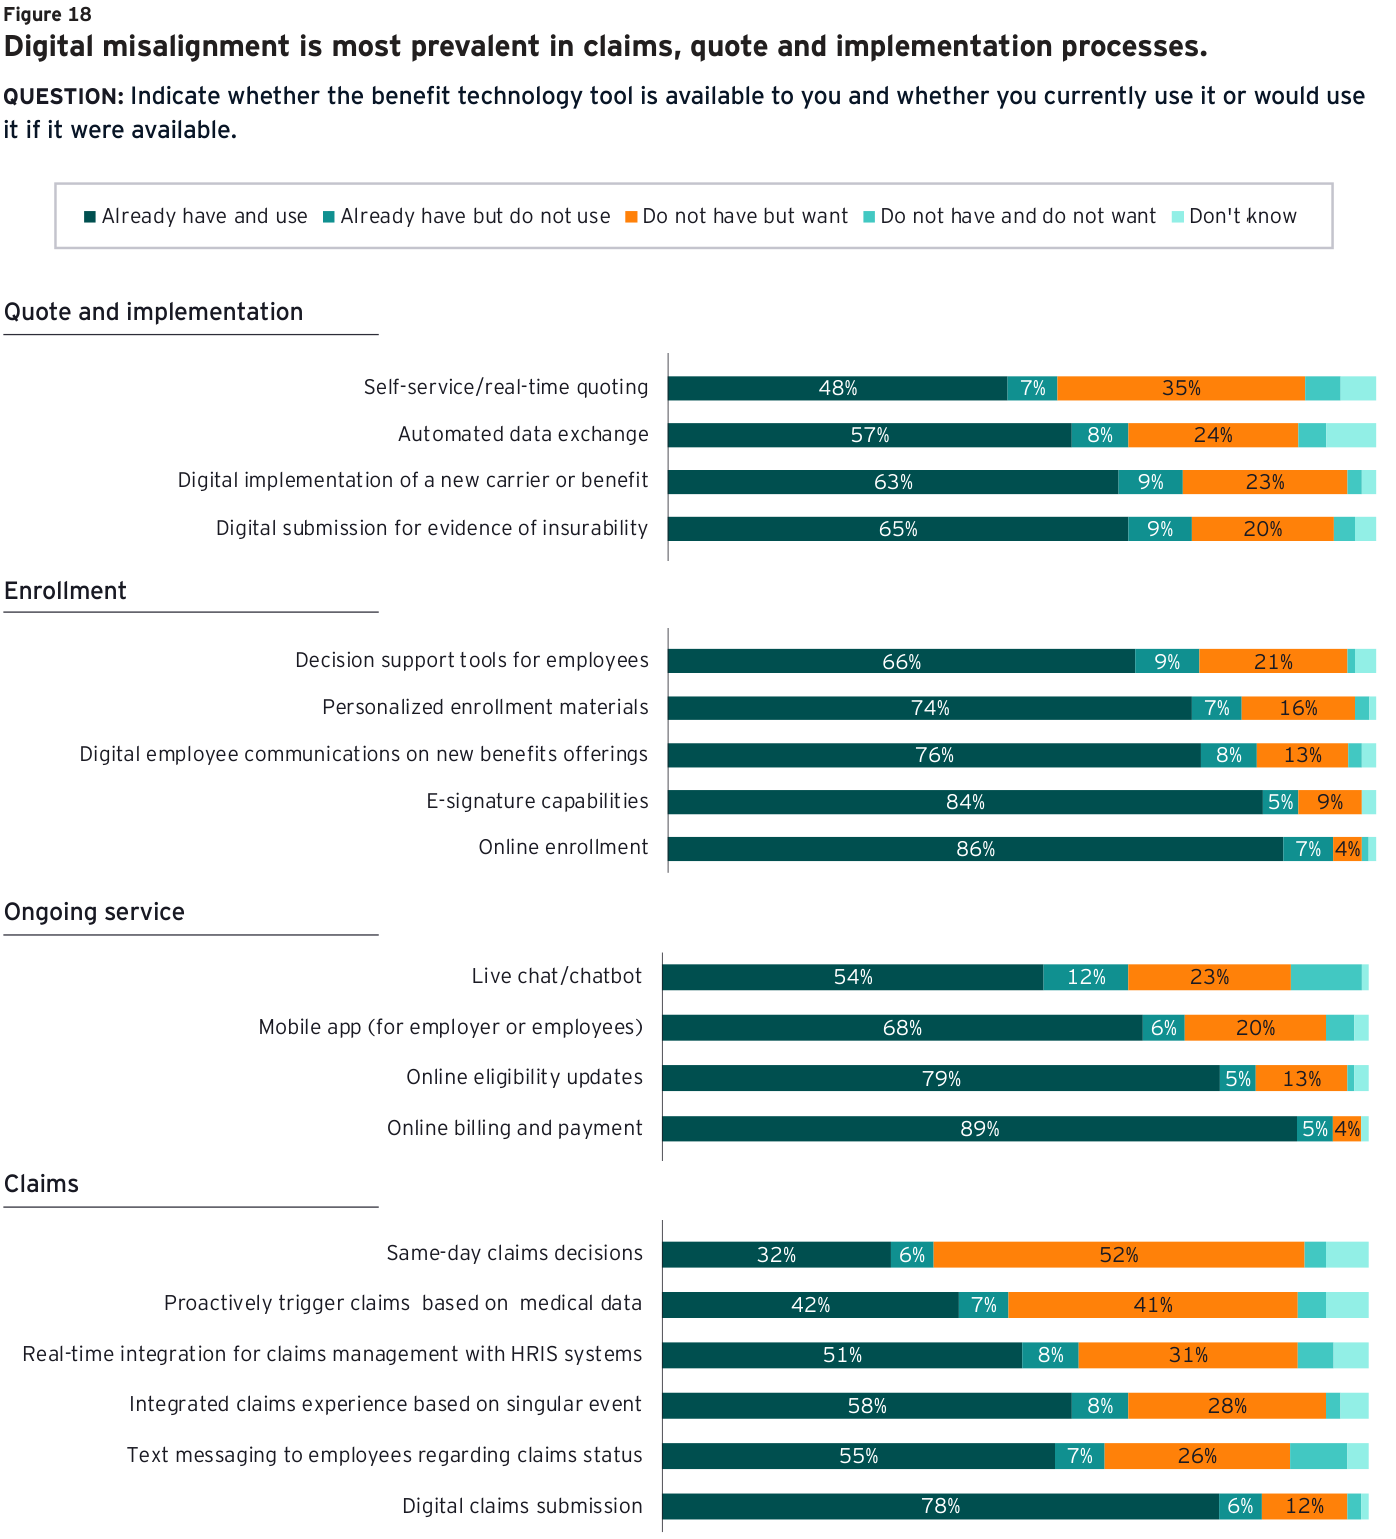 Figure 18
Digital misalignment is most prevalent in claims, quote and implementation processes.
QUESTION: Indicate whether the benefit technology tool is available to you and whether you currently use it or would use
it if it were available.
Already have and use Already have but do not use Do not have but want Do not have and do not want Don't know
Quote and implementation
Self-service/real-time quoting 48% 7% 35%
Automated data exchange 57% 8% 24%
Digital implementation of a new carrier or benefit 63% 9% 23%
Digital submission for evidence of insurability 65% 9% 20%
Enrollment
Decision support tools for employees 66% 9% 21%
Personalized enrollment materials 74% 7% 16%
Digital employee communications on new benefits offerings 76% 8% 13%
E-signature capabilities 84% 5% 9%
Online enrollment 86% 7% 4%
Ongoing service
Live chat/chatbot 54% 12% 23%
Mobile app (for employer or employees) 68% 6% 20%
Online eligibility updates 79% 5% 13%
Online billing and payment 89% 5% 4%
Claims
Same-day claims decisions 32% 6% 52%
Proactively trigger claims based on medical data 42% 7% 41%
Real-time integration for claims management with HRIS systems 51% 8% 31%
Integrated claims experience based on singular event 58% 8% 28%
Text messaging to employees regarding claims status 55% 7% 26%
Digital claims submission 78% 6% 12%